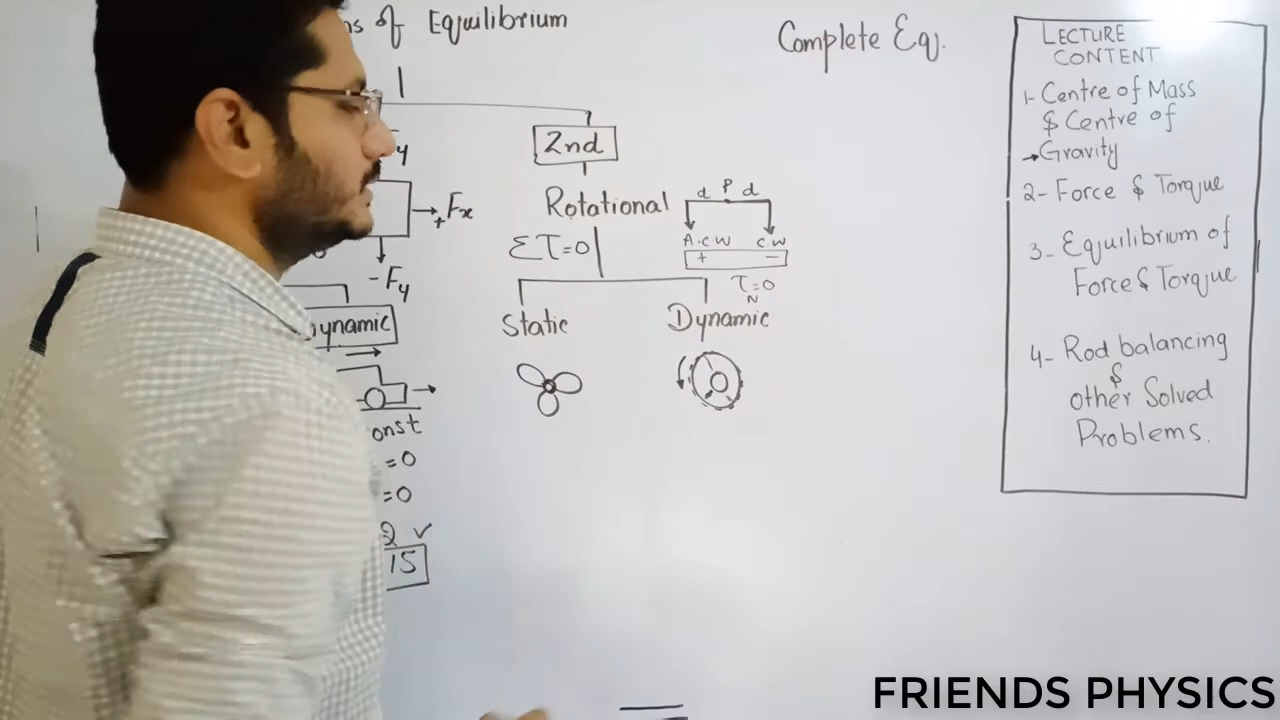 of Equilibrium
Complete Eq.
2nd
Rotational
Στ=0
d P d
A.c.w c.w
+ -
τ=0
N
Static Dynamic
y
+ Fx
-Fy
ynamic
onst
=0
=0
2 ✓
15
LECTURE
CONTENT
1- Centre of Mass
& Centre of
→Gravity
2- Force & Torque
3- Equilibrium of
Force & Torque
4- Rod balancing
&
other Solved
Problems.
FRIENDS PHYSICS